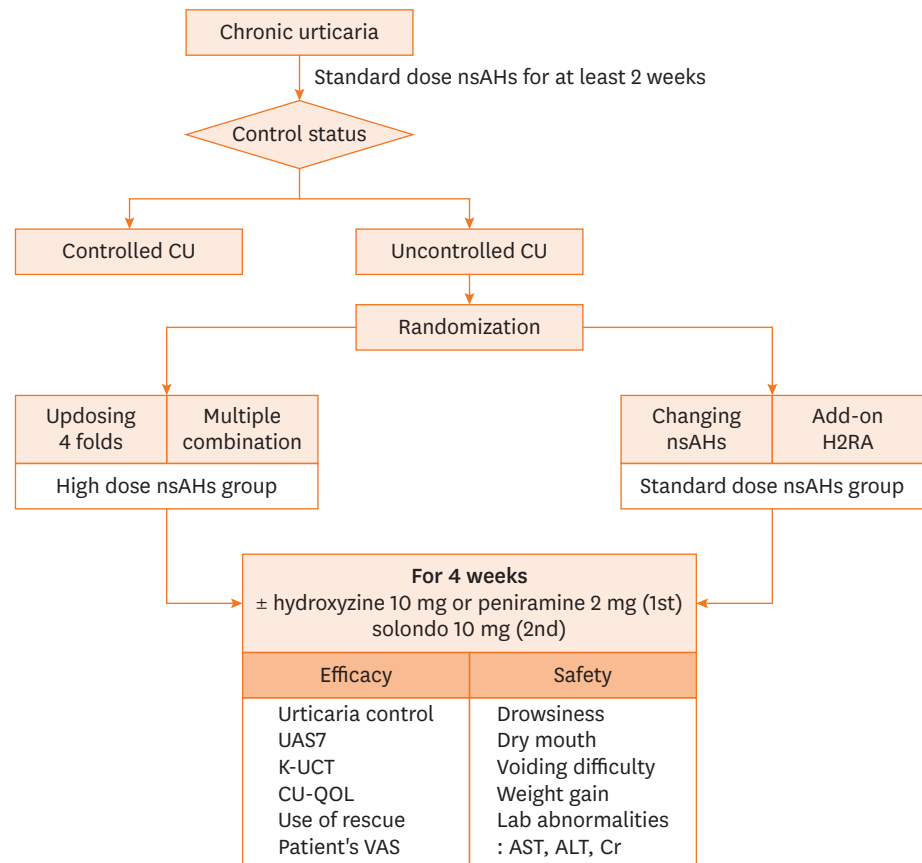 Chronic urticaria
Standard dose nsAHs for at least 2 weeks
Control status
Controlled CU
Uncontrolled CU
Randomization
Updosing
4 folds
Multiple
combination
High dose nsAHs group
Changing
nsAHs
Add-on
H2RA
Standard dose nsAHs group
For 4 weeks
± hydroxyzine 10 mg or peniramine 2 mg (1st)
solondo 10 mg (2nd)
Efficacy
Urticaria control
UAS7
K-UCT
CU-QOL
Use of rescue
Patient's VAS
Safety
Drowsiness
Dry mouth
Voiding difficulty
Weight gain
Lab abnormalities
: AST, ALT, Cr